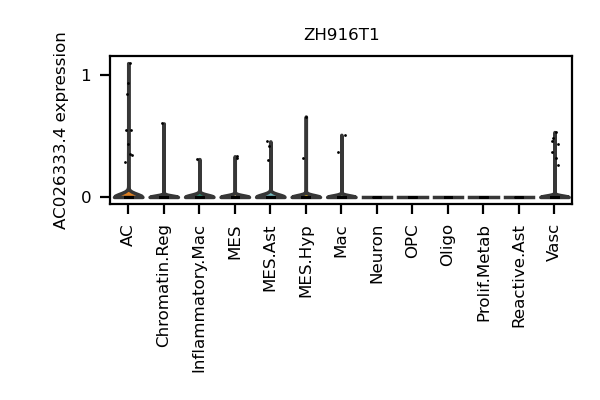 ZH916T1
AC026333.4 expression
1
0
AC
Chromatin.Reg
Inflammatory.Mac
MES
MES.Ast
MES.Hyp
Mac
Neuron
OPC
Oligo
Prolif.Metab
Reactive.Ast
Vasc